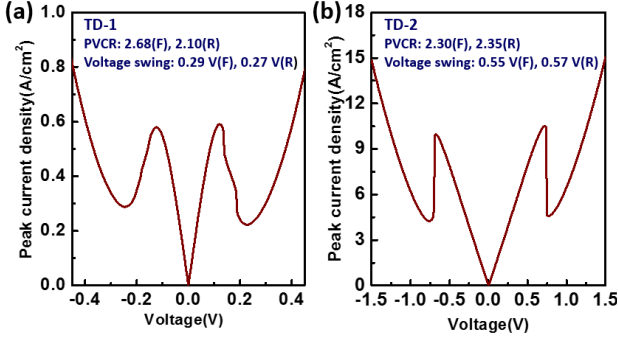 (a)
TD-1
PVCR: 2.68(F), 2.10(R)
Voltage swing: 0.29 V(F), 0.27 V(R)
Peak current density(A/cm²)
1.0
0.8
0.6
0.4
0.2
0.0
-0.4 -0.2 0.0 0.2 0.4
Voltage(V)
(b)
TD-2
PVCR: 2.30(F), 2.35(R)
Voltage swing: 0.55 V(F), 0.57 V(R)
Peak current density(A/cm²)
18
15
12
9
6
3
0
-1.5 -1.0 -0.5 0.0 0.5 1.0 1.5
Voltage(V)